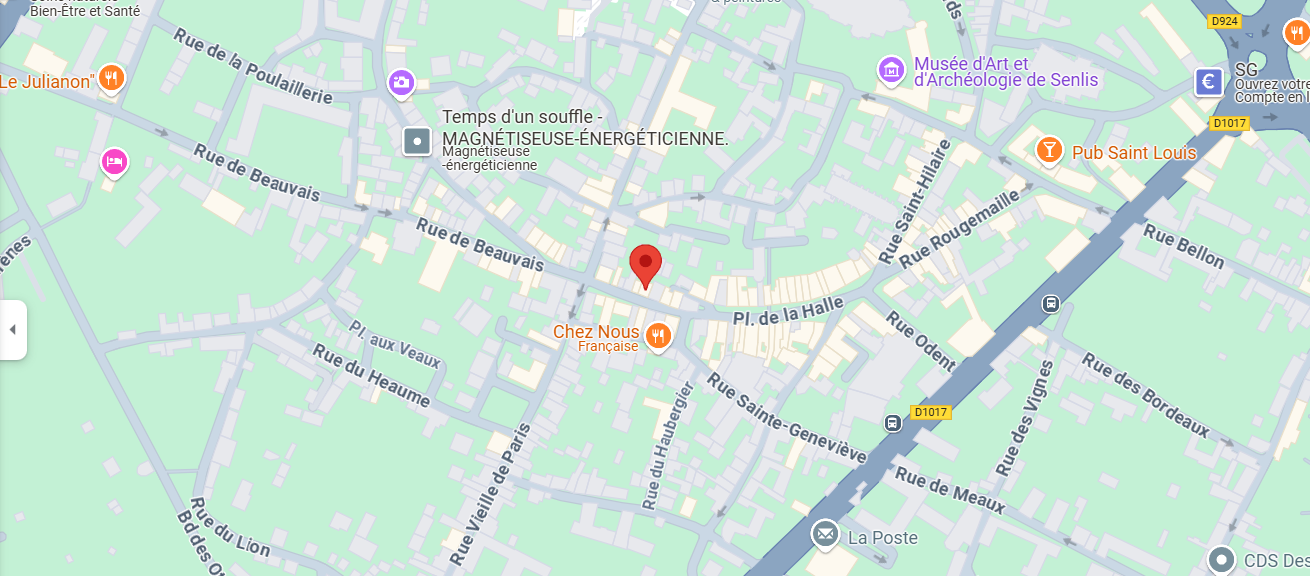 Bien-Être et Santé
& peintures
D924
Rue de la Poulaillerie
Le Julianon"
Musée d'Art et
d'Archéologie de Senlis
SG
€
Ouvrez votre
Compte en l
Temps d'un souffle -
MAGNÉTISEUSE-ÉNERGÉTICIENNE.
Magnétiseuse
-énergéticienne
D1017
Pub Saint Louis
Rue de Beauvais
Rue Saint-Hilaire
Rue Rougemaille
Rue de Beauvais
Rue Bellon
Pl. de la Halle
Chez Nous
Française
Pl. aux Veaux
Rue du Heaume
Rue Odent
Rue des Bordeaux
Rue des Vignes
Rue Sainte-Geneviève
Rue du Haubergier
D1017
Rue Vieille de Paris
Rue de Meaux
Rue du Lion
Bd des Ot
La Poste
CDS Des